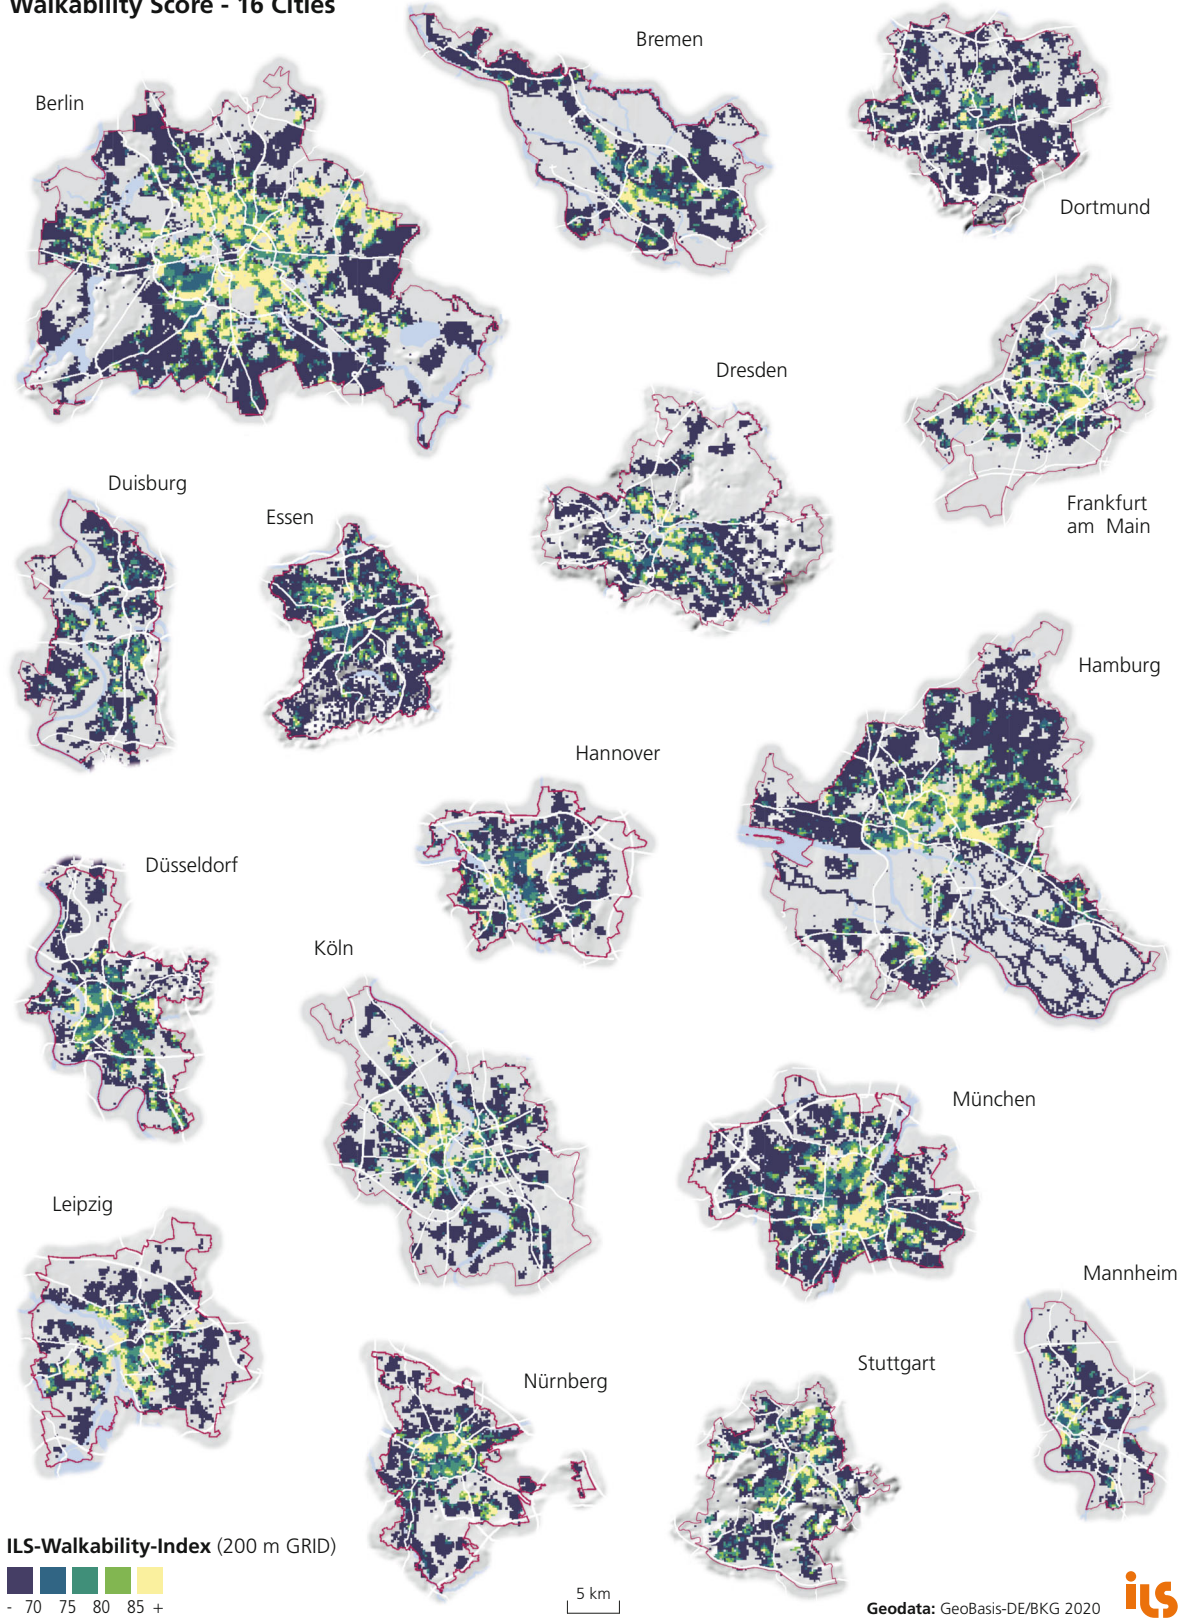 Walkability Score - 16 Cities
Bremen
Berlin
Dortmund
Dresden
Duisburg
Essen
Frankfurt
am Main
Hamburg
Hannover
Düsseldorf
Köln
München
Leipzig
Mannheim
Stuttgart
Nürnberg
ILS-Walkability-Index (200 m GRID)
- 70 75 80 85 +
5 km
Geodata: GeoBasis-DE/BKG 2020
ils